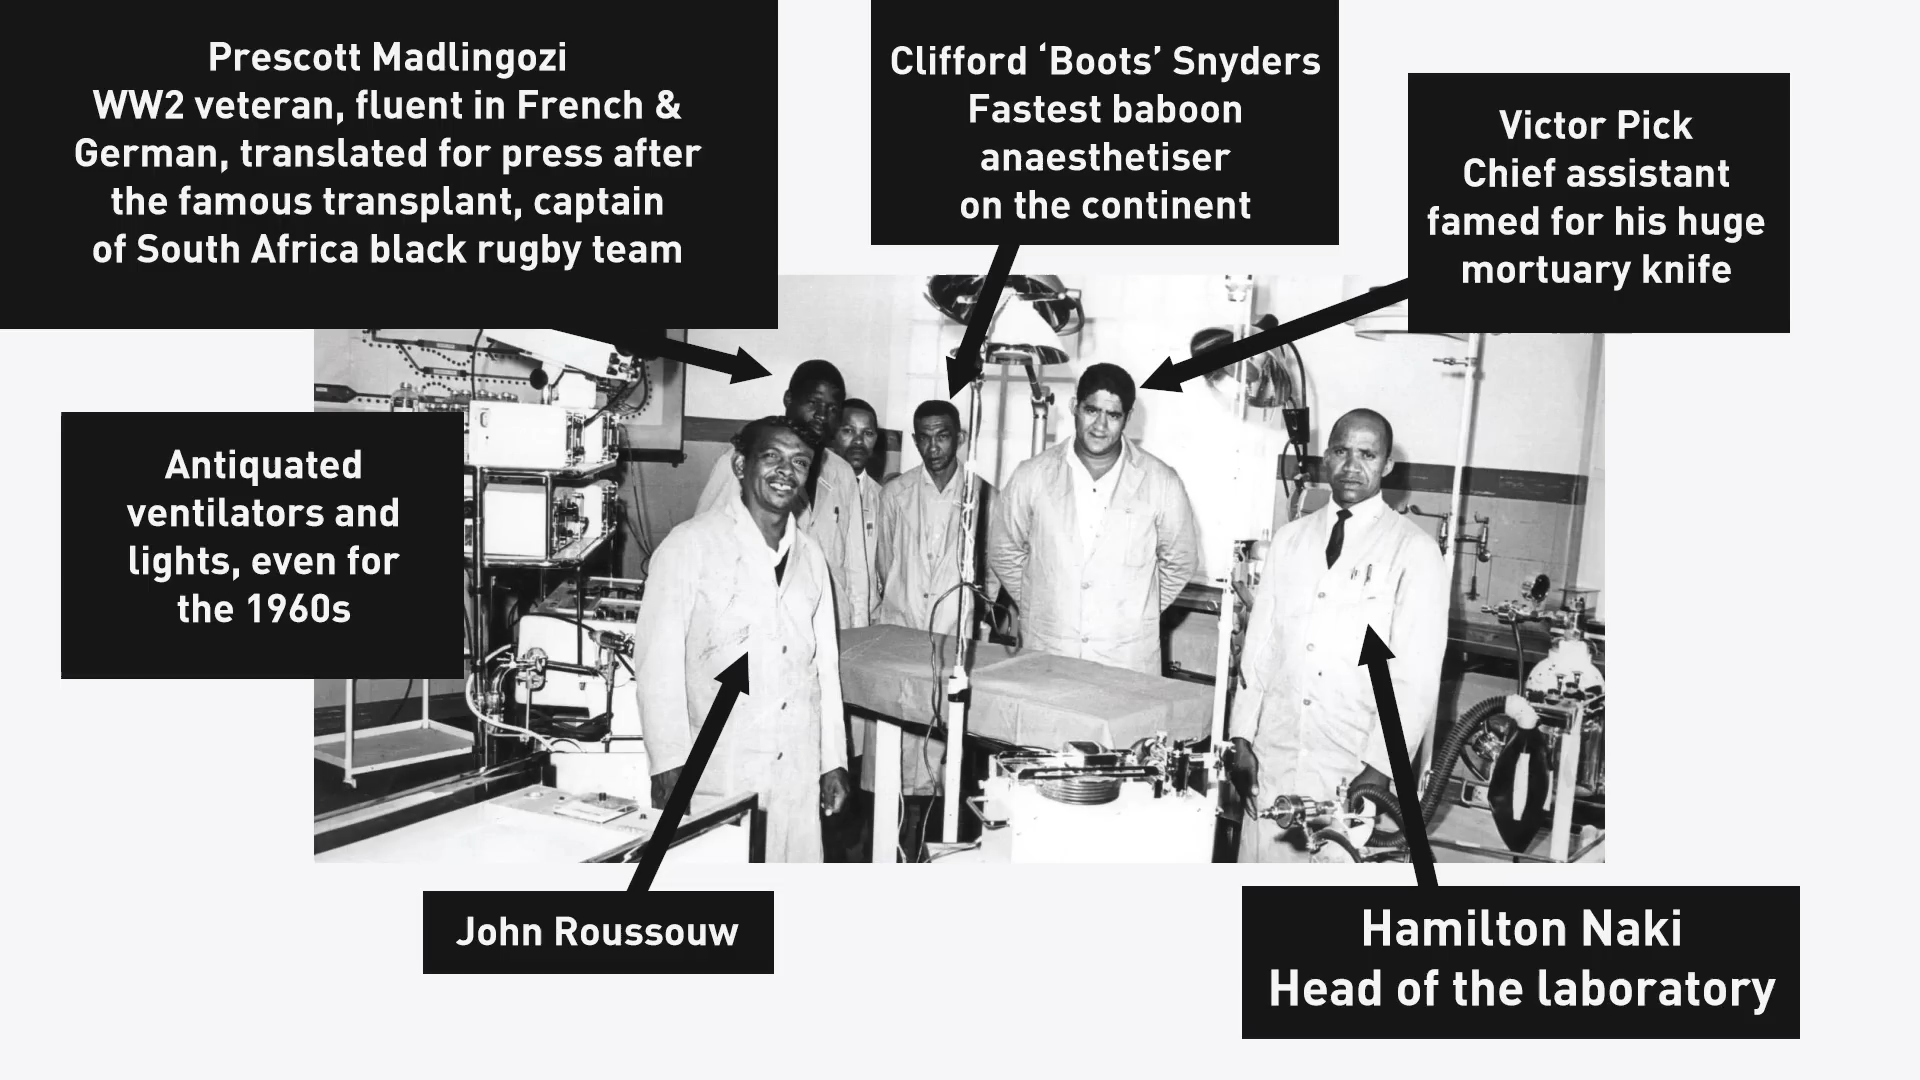 Prescott Madlingozi
WW2 veteran, fluent in French &
German, translated for press after
the famous transplant, captain
of South Africa black rugby team
Clifford ‘Boots’ Snyders
Fastest baboon
anaesthetiser
on the continent
Victor Pick
Chief assistant
famed for his huge
mortuary knife
Antiquated
ventilators and
lights, even for
the 1960s
John Roussouw
Hamilton Naki
Head of the laboratory